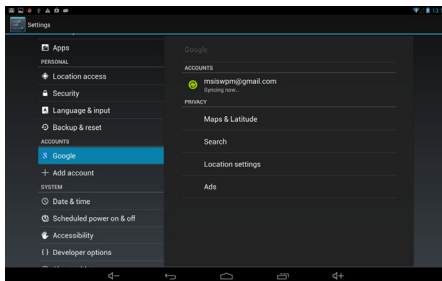 Settings
Apps
PERSONAL
Location access
Security
Language & input
Backup & reset
ACCOUNTS
Google
Add account
SYSTEM
Date & time
Scheduled power on & off
Accessibility
Developer options
Google
ACCOUNTS
msiswpm@gmail.com
Syncing now...
PRIVACY
Maps & Latitude
Search
Location settings
Ads